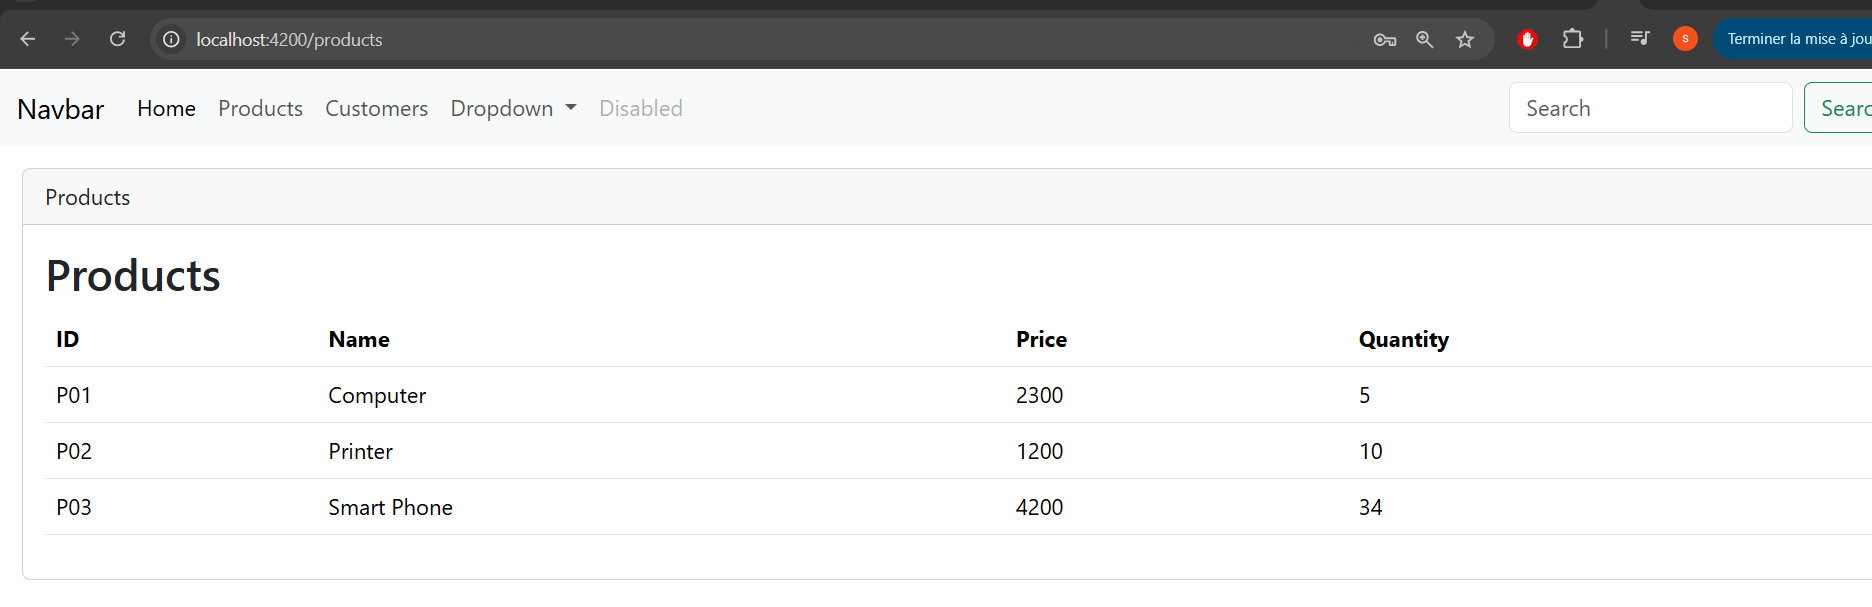 localhost:4200/products
S
Terminer la mise à jou
Navbar Home Products Customers Dropdown Disabled Search Searc
Products
Products
ID Name Price Quantity
P01 Computer 2300 5
P02 Printer 1200 10
P03 Smart Phone 4200 34